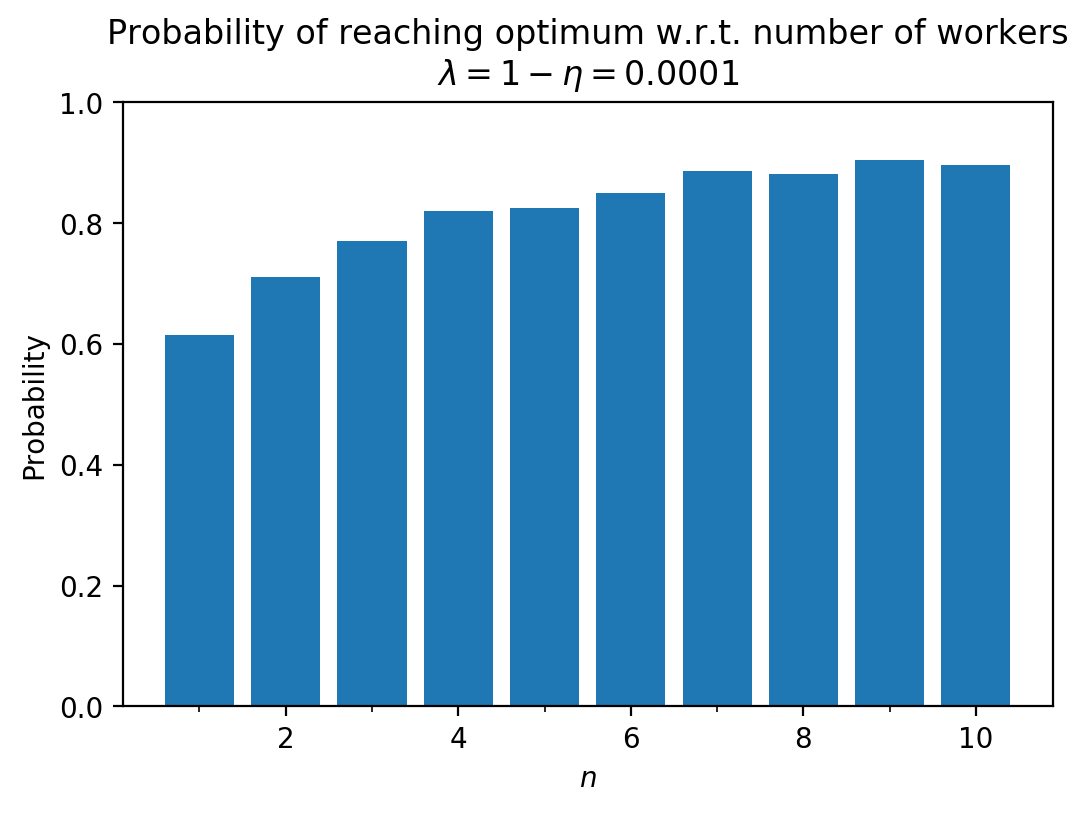 Probability of reaching optimum w.r.t. number of workers
λ = 1 − η = 0.0001
1.0
0.8
0.6
0.4
0.2
0.0
Probability
2 4 6 8 10
n